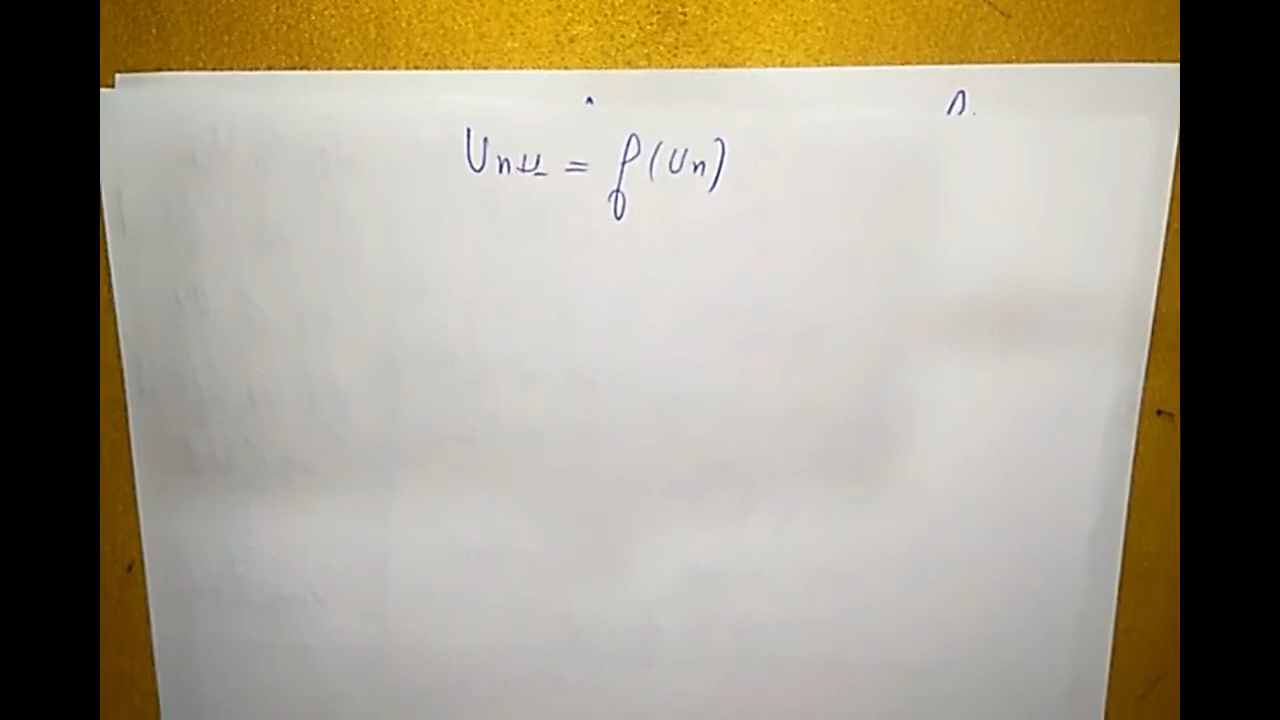 Un+1 = f(Un)